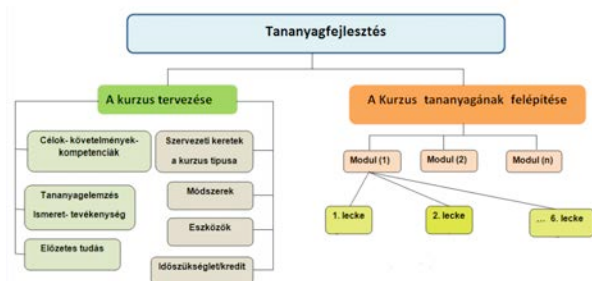 Tananyagfejlesztés
A kurzus tervezése
Célok- követelmények-
kompetenciák
Tananyagelemzés
Ismeret- tevékenység
Előzetes tudás
Szervezeti keretek
a kurzus típusa
Módszerek
Eszközök
Időszükséglet/kredit
A Kurzus tananyagának felépítése
Modul (1)
Modul (2)
Modul (n)
1. lecke
2. lecke
... 6. lecke